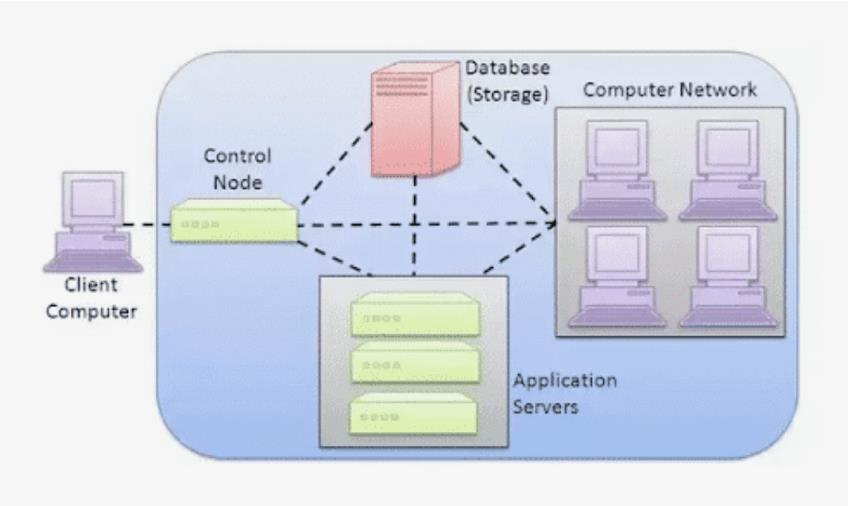 Database
(Storage)
Computer Network
Control
Node
Client
Computer
Application
Servers